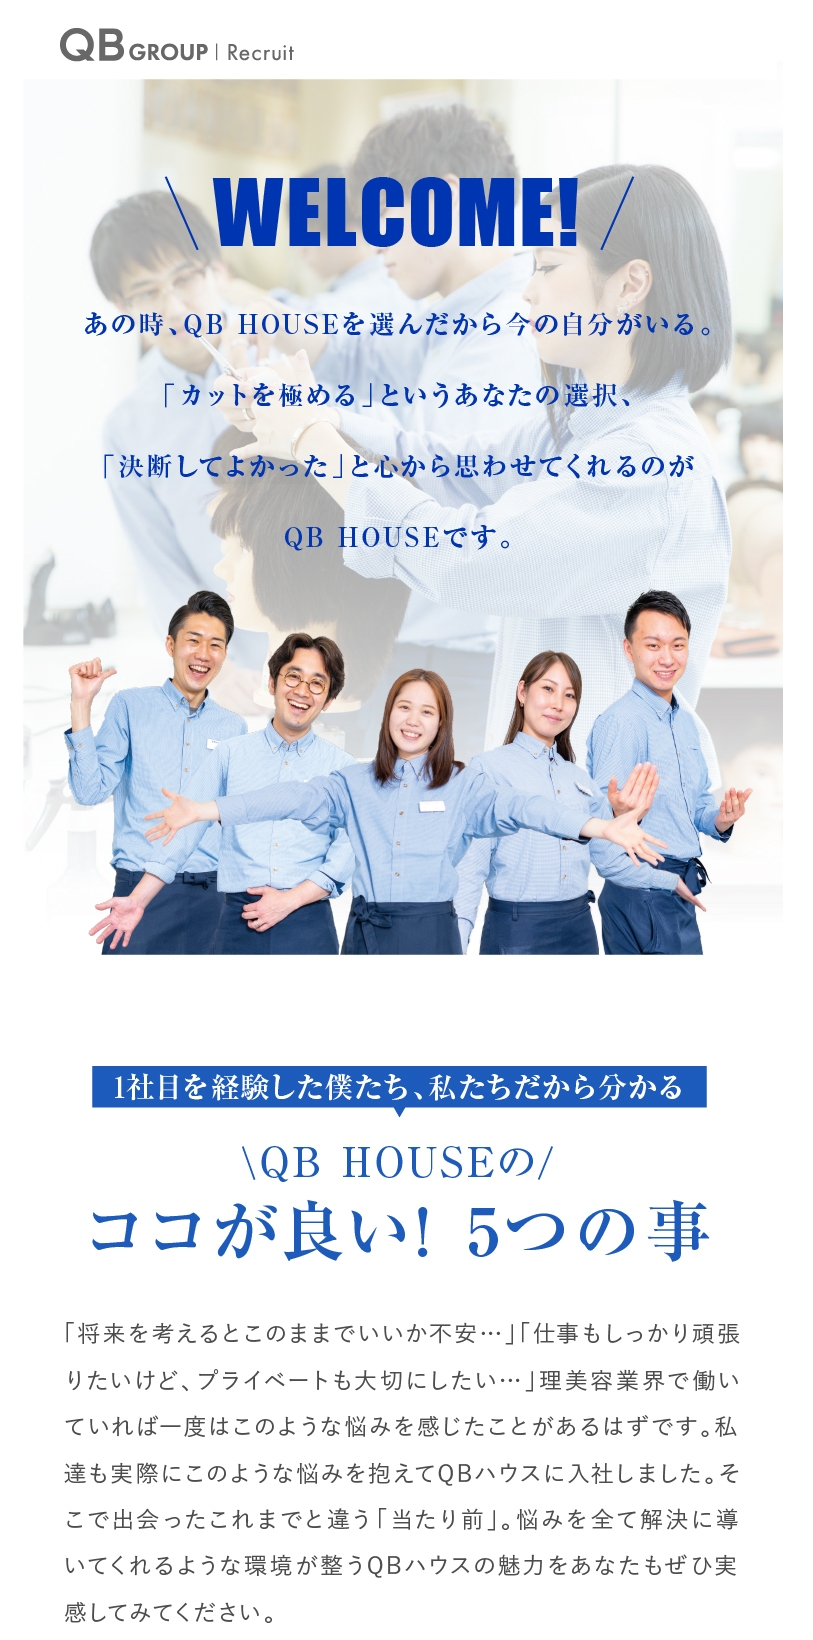 QB GROUP | Recruit
\ WELCOME! /
あの時、QB HOUSEを選んだから今の自分がいる。
「カットを極める」というあなたの選択、
「決断してよかった」と心から思わせてくれるのが
QB HOUSEです。
1社目を経験した僕たち、私たちだから分かる
\QB HOUSEの/
ココが良い! 5つの事
「将来を考えるとこのままでいいか不安…」「仕事もしっかり頑張
りたいけど、プライベートも大切にしたい…」理美容業界で働い
ていれば一度はこのような悩みを感じたことがあるはずです。私
達も実際にこのような悩みを抱えてQBハウスに入社しました。そ
こで出会ったこれまでと違う「当たり前」。悩みを全て解決に導
いてくれるような環境が整うQBハウスの魅力をあなたもぜひ実
感してみてください。